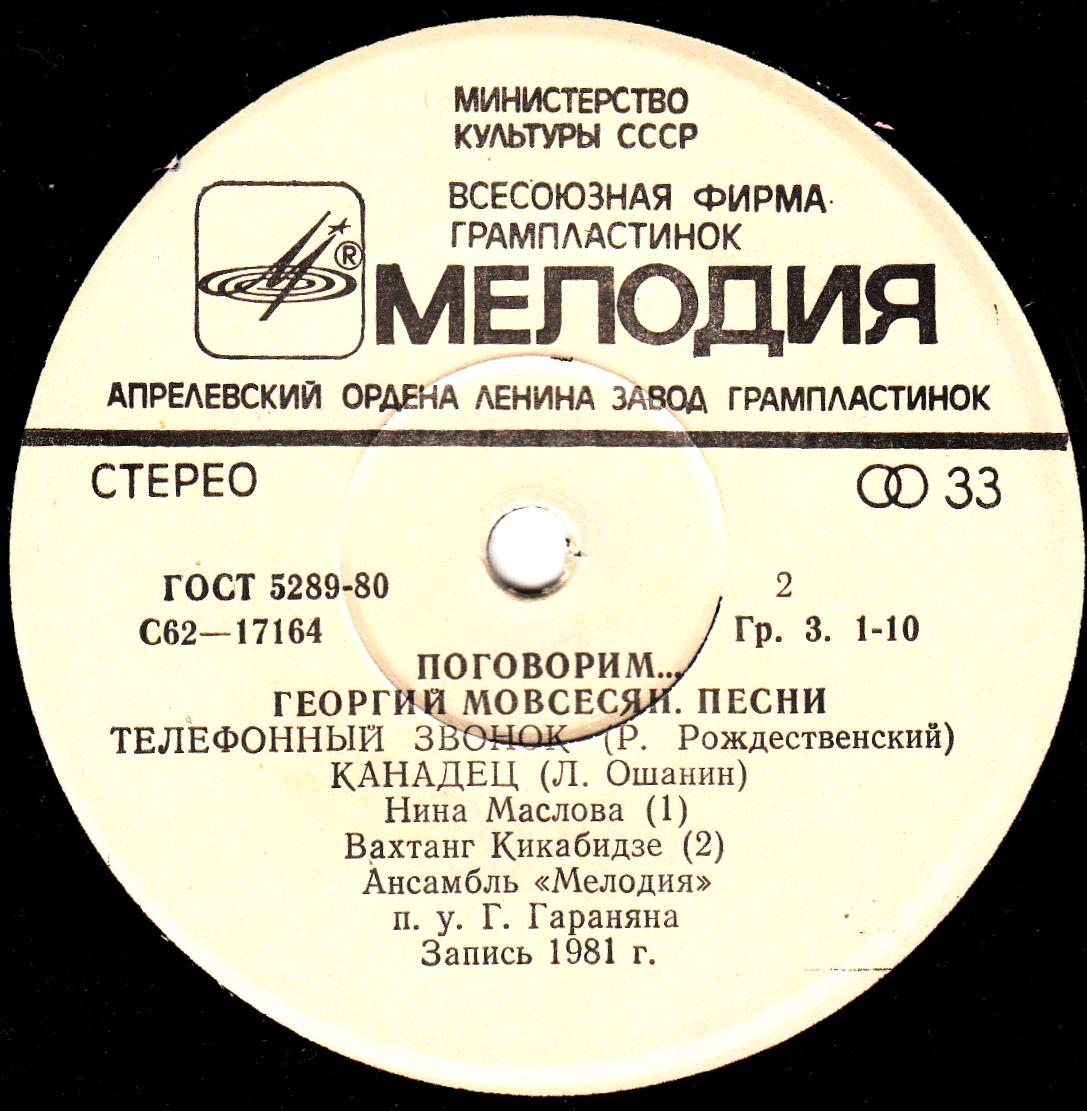 МИНИСТЕРСТВО
КУЛЬТУРЫ СССР
ВСЕСОЮЗНАЯ ФИРМА
ГРАМПЛАСТИНОК
®
МЕЛОДИЯ
АПРЕЛЕВСКИЙ ОРДЕНА ЛЕНИНА ЗАВОД ГРАМПЛАСТИНОК
СТЕРЕО 33
ГОСТ 5289-80 2
С62—17164 Гр. 3. 1-10
ПОГОВОРИМ...
ГЕОРГИЙ МОВСЕСЯН. ПЕСНИ
ТЕЛЕФОННЫЙ ЗВОНОК (Р. Рождественский)
КАНАДЕЦ (Л. Ошанин)
Нина Маслова (1)
Вахтанг Кикабидзе (2)
Ансамбль «Мелодия»
п. у. Г. Гараняна
Запись 1981 г.